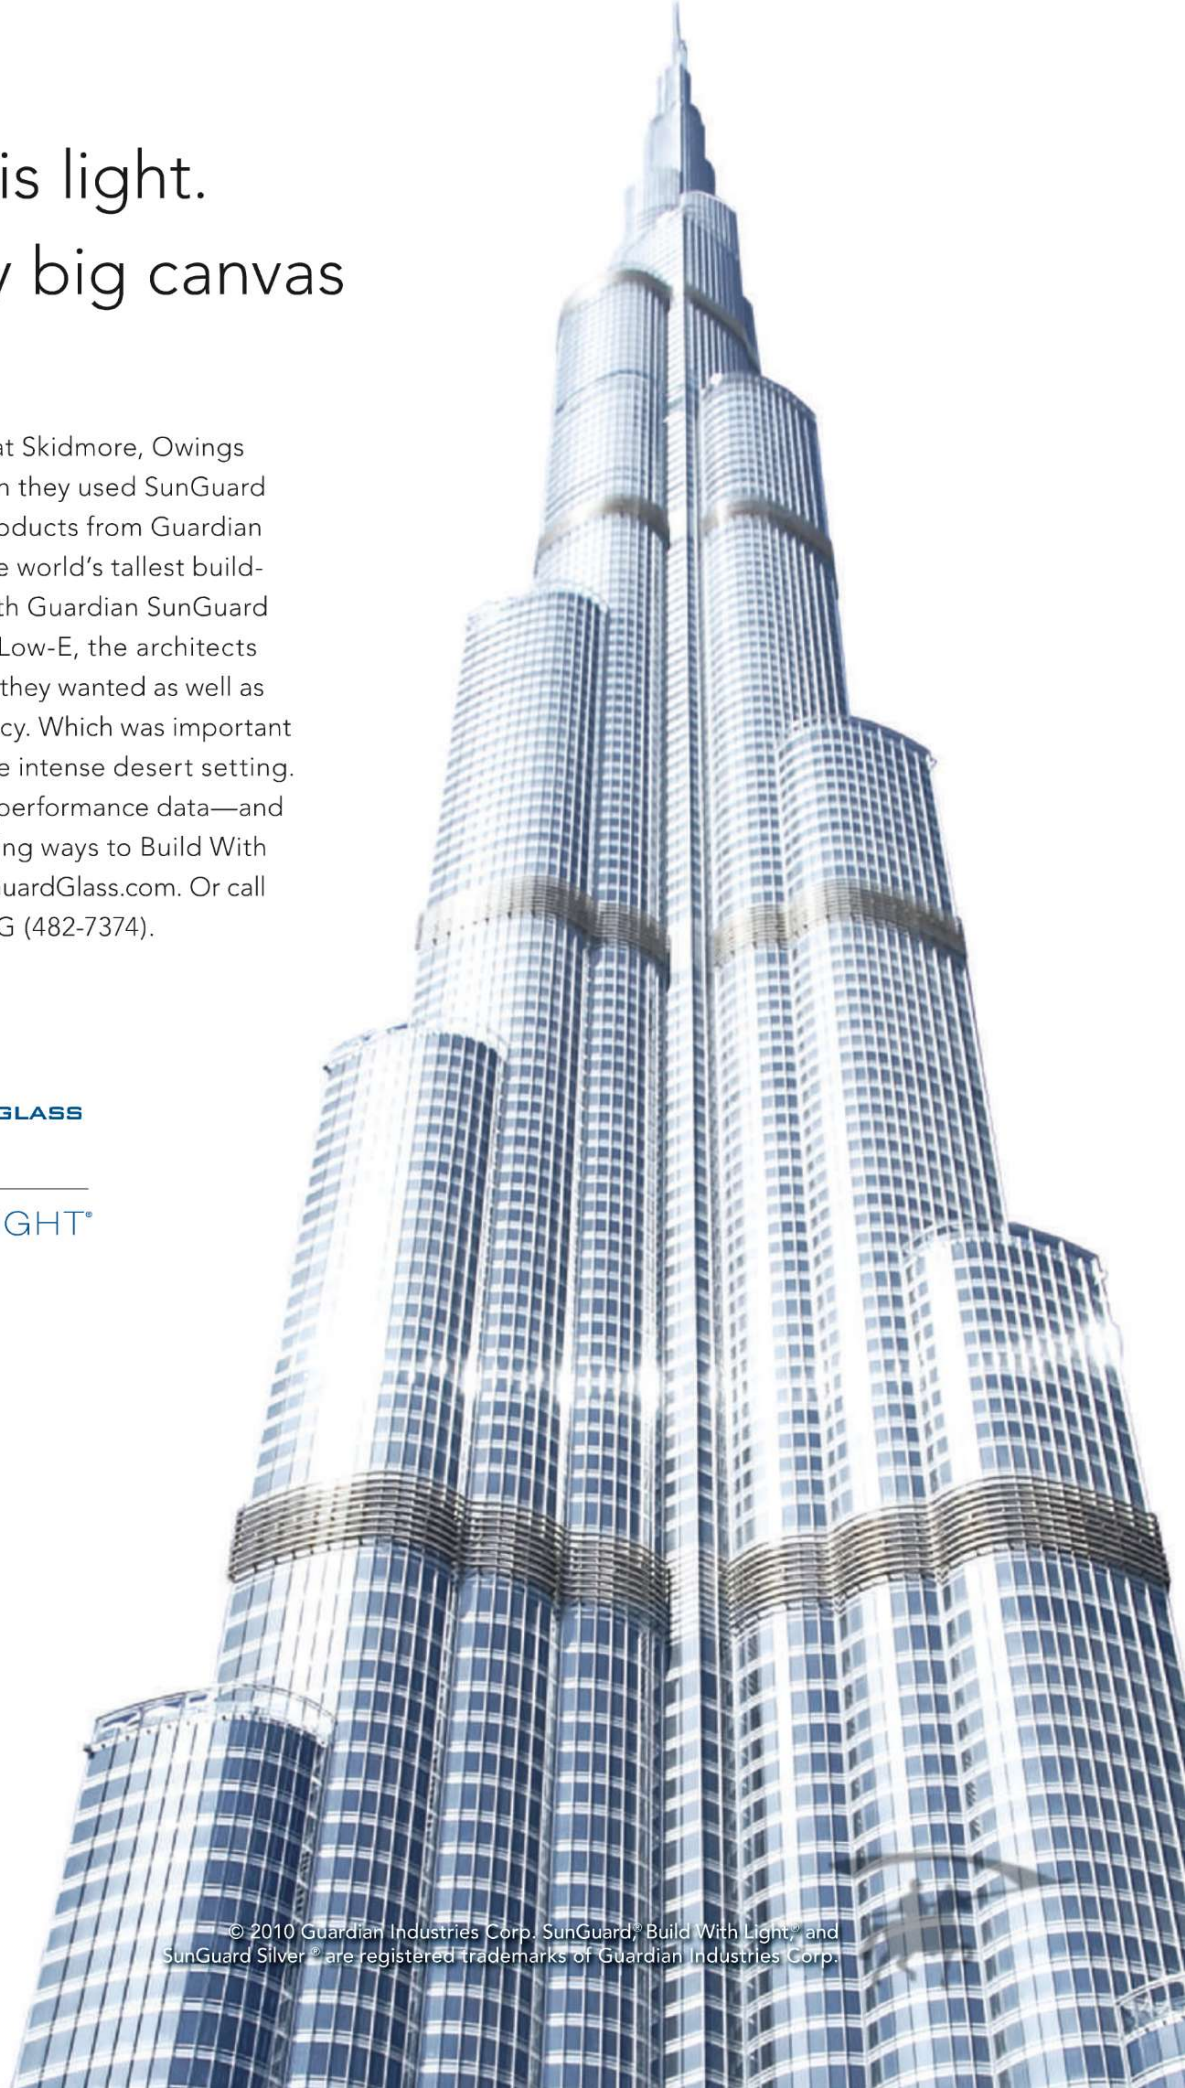 is light.
big canvas
at Skidmore, Owings
they used SunGuard
oducts from Guardian
e world's tallest build-
th Guardian SunGuard
Low-E, the architects
they wanted as well as
cy. Which was important
e intense desert setting.
performance data—and
ng ways to Build With
uardGlass.com. Or call
G (482-7374).
GLASS
GHT®
© 2010 Guardian Industries Corp. SunGuard,® Build With Light,® and
SunGuard Silver ® are registered trademarks of Guardian Industries Corp.